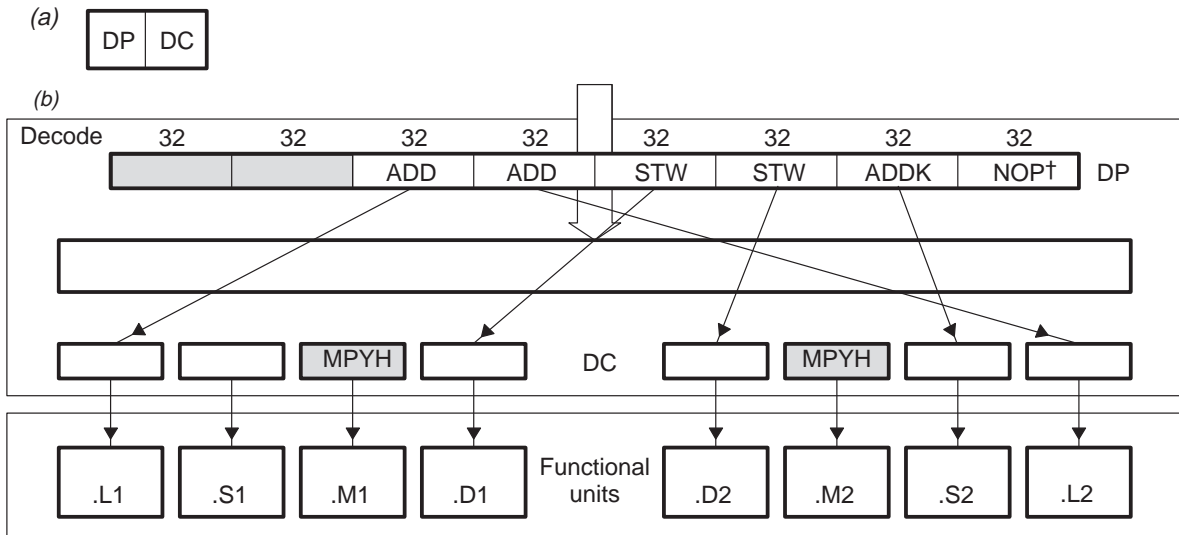 (a)
DP DC
(b)
Decode 32 32 32 32 32 32 32 32
ADD ADD STW STW ADDK NOP† DP
MPYH DC MPYH
Functional
units
.L1 .S1 .M1 .D1 .D2 .M2 .S2 .L2